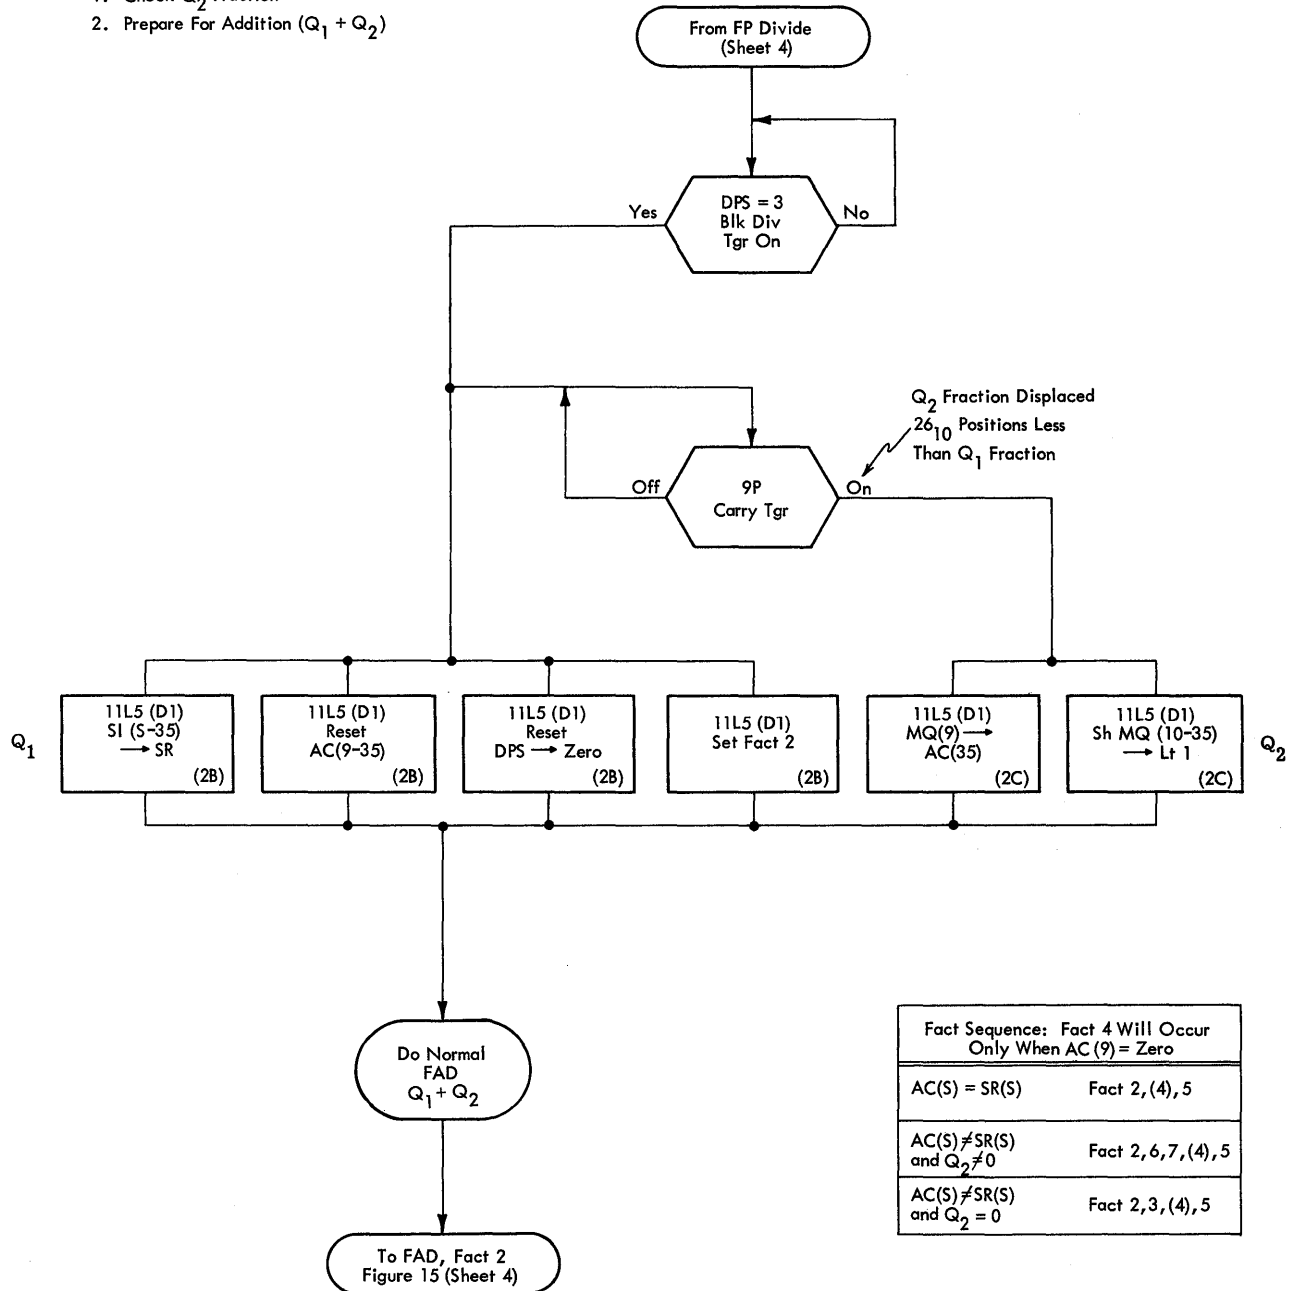 1. Check Q2 Fraction
2. Prepare For Addition (Q1 + Q2)
From FP Divide
(Sheet 4)
DPS = 3
Blk Div
Tgr On
Yes
No
Q2 Fraction Displaced
2610 Positions Less
Than Q1 Fraction
9P
Carry Tgr
Off
On
Q1
11L5 (D1)
SI (S-35)
→ SR
(2B)
11L5 (D1)
Reset
AC(9-35)
(2B)
11L5 (D1)
Reset
DPS → Zero
(2B)
11L5 (D1)
Set Fact 2
(2B)
11L5 (D1)
MQ(9) →
AC(35)
(2C)
11L5 (D1)
Sh MQ (10-35)
→ Lt 1
(2C)
Q2
Do Normal
FAD
Q1 + Q2
To FAD, Fact 2
Figure 15 (Sheet 4)
Fact Sequence: Fact 4 Will Occur
Only When AC (9) = Zero
AC(S) = SR(S) Fact 2, (4), 5
AC(S) ≠ SR(S)
and Q2 ≠ 0 Fact 2,6,7,(4),5
AC(S) ≠ SR(S)
and Q2 = 0 Fact 2,3,(4),5